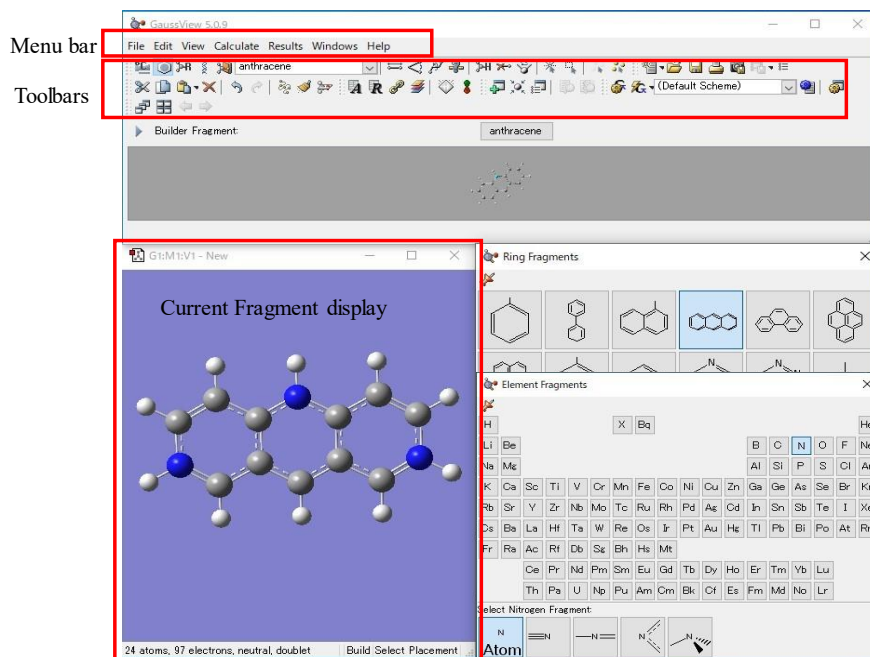 GaussView 5.0.9
Menu bar
File Edit View Calculate Results Windows Help
Toolbars
anthracene
(Default Scheme)
Builder Fragment:
anthracene
G1:M1:V1 - New
Current Fragment display
24 atoms, 97 electrons, neutral, doublet Build Select Placement
Ring Fragments
N N
Element Fragments
H X Bq He
Li Be B C N O F Ne
Na Mg Al Si P S Cl Ar
K Ca Sc Ti V Cr Mn Fe Co Ni Cu Zn Ga Ge As Se Br Kr
Rb Sr Y Zr Nb Mo Tc Ru Rh Pd Ag Cd In Sn Sb Te I Xe
Cs Ba La Hf Ta W Re Os Ir Pt Au Hg Tl Pb Bi Po At Rn
Fr Ra Ac Rf Db Sg Bh Hs Mt
Ce Pr Nd Pm Sm Eu Gd Tb Dy Ho Er Tm Yb Lu
Th Pa U Np Pu Am Cm Bk Cf Es Fm Md No Lr
Select Nitrogen Fragment:
N
Atom
N N N N